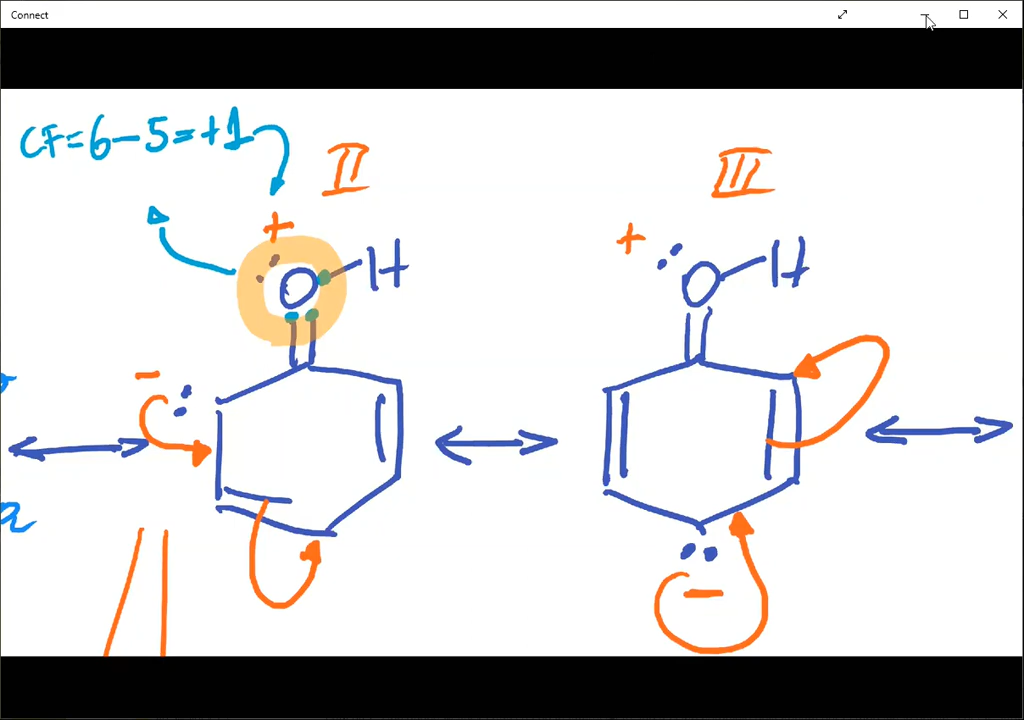 Connect
CF=6-5=+1
II
III
+
+
O-H
O-H
-
-